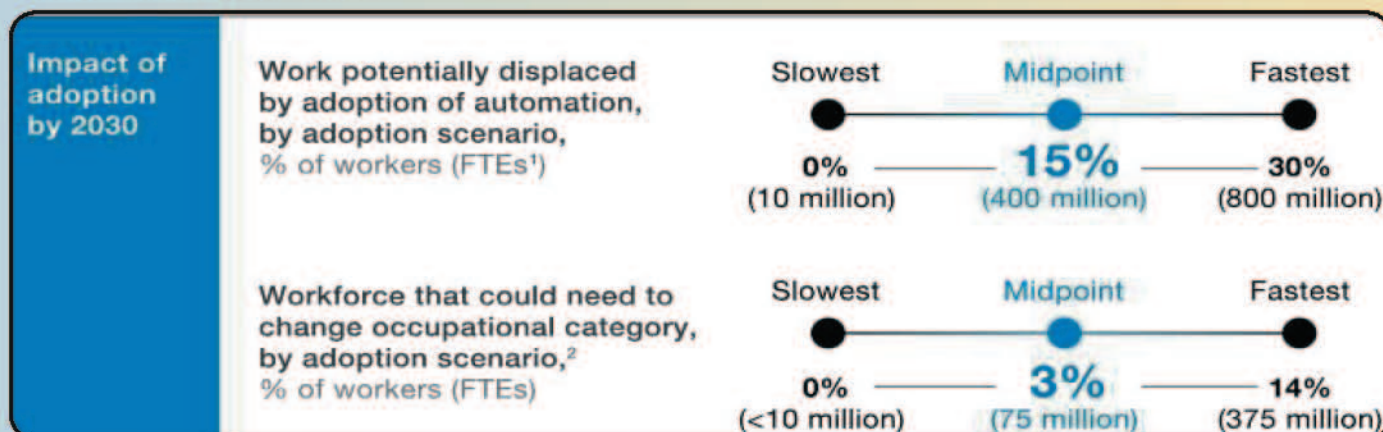 Impact of
adoption
by 2030
Work potentially displaced
by adoption of automation,
by adoption scenario,
% of workers (FTEs¹)
Slowest Midpoint Fastest
0% 15% 30%
(10 million) (400 million) (800 million)
Workforce that could need to
change occupational category,
by adoption scenario,²
% of workers (FTEs)
Slowest Midpoint Fastest
0% 3% 14%
(<10 million) (75 million) (375 million)